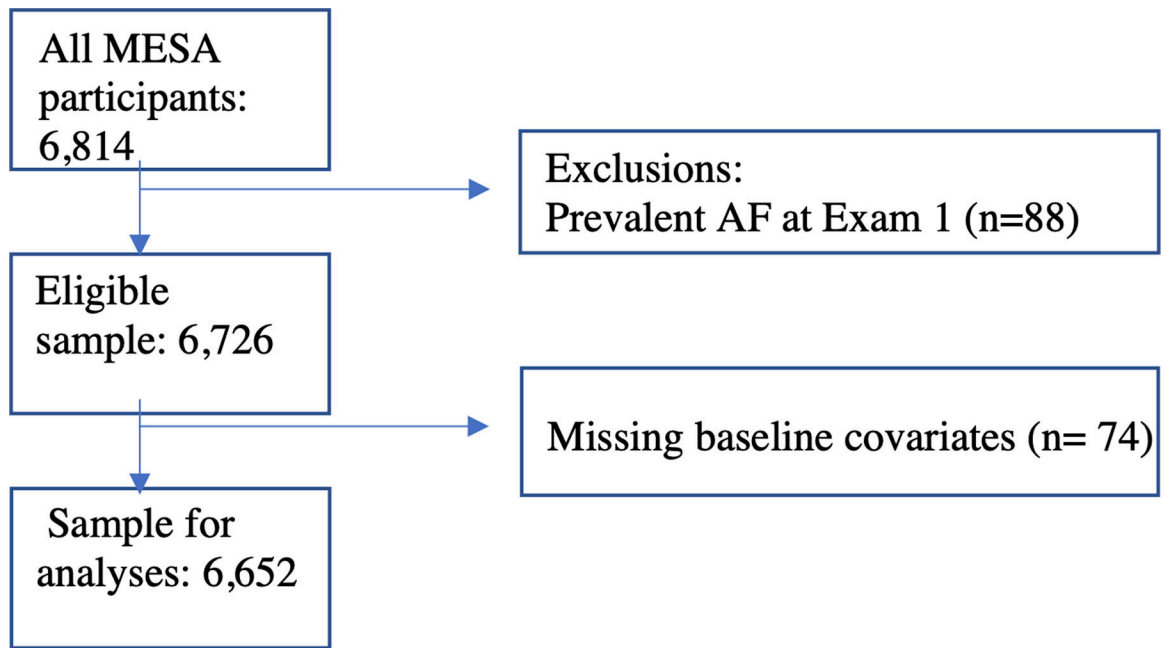 All MESA
participants:
6,814
Exclusions:
Prevalent AF at Exam 1 (n=88)
Eligible
sample: 6,726
Missing baseline covariates (n= 74)
Sample for
analyses: 6,652